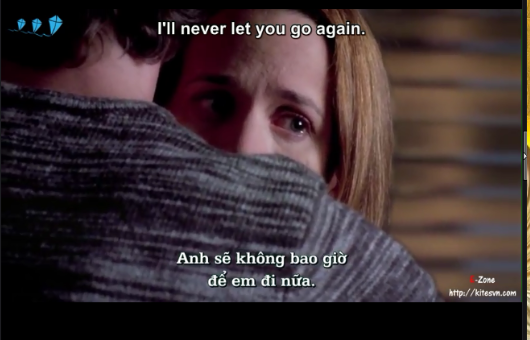 I'll never let you go again.
Anh sẽ không bao giờ
để em đi nữa.
-Zone
http://kitesvn.com